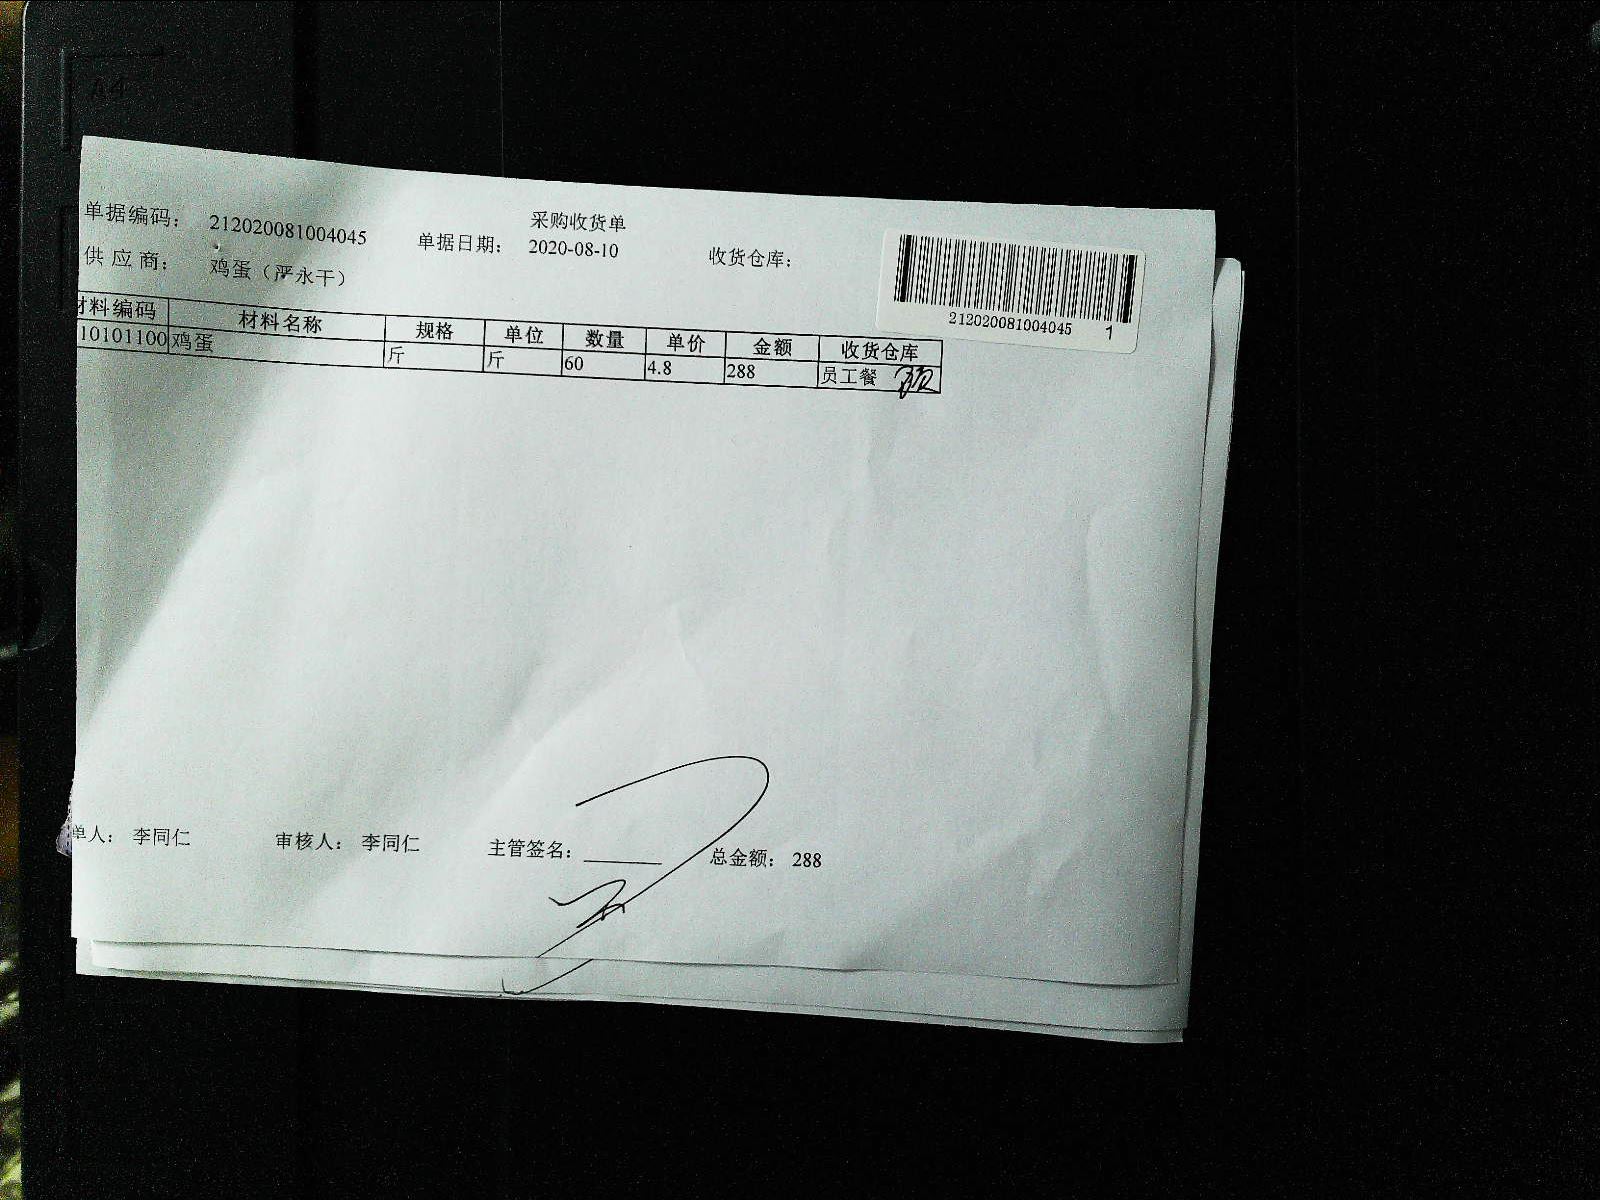 采购收货单
单据编码： 212020081004045 单据日期： 2020-08-10 收货仓库：
供 应 商： 鸡蛋（严永干）
212020081004045 1
材料编码 材料名称 规格 单位 数量 单价 金额 收货仓库
10101100 鸡蛋 斤 斤 60 4.8 288 员工餐
单人： 李同仁 审核人： 李同仁 主管签名： 总金额： 288